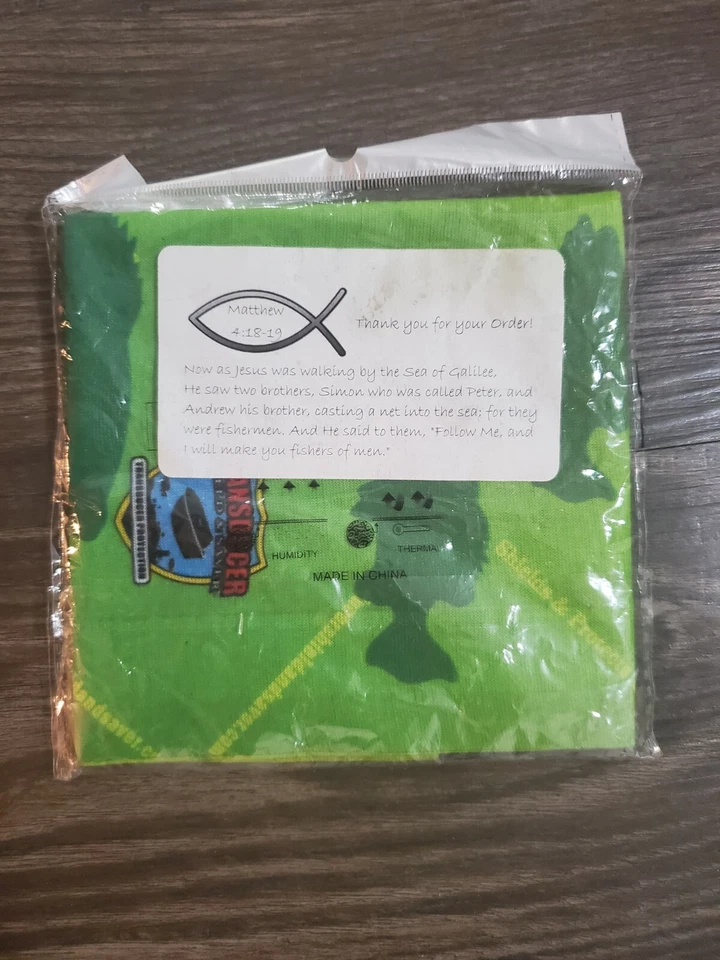 Matthew
4:18-19
Thank you for your Order!
Now as Jesus was walking by the Sea of Galilee,
He saw two brothers, Simon who was called Peter, and
Andrew his brother, casting a net into the sea; for they
were fishermen. And He said to them, "Follow Me, and
I will make you fishers of men."
TRANSDUCER PROTECTION
HUMIDITY
THERMA
MADE IN CHINA